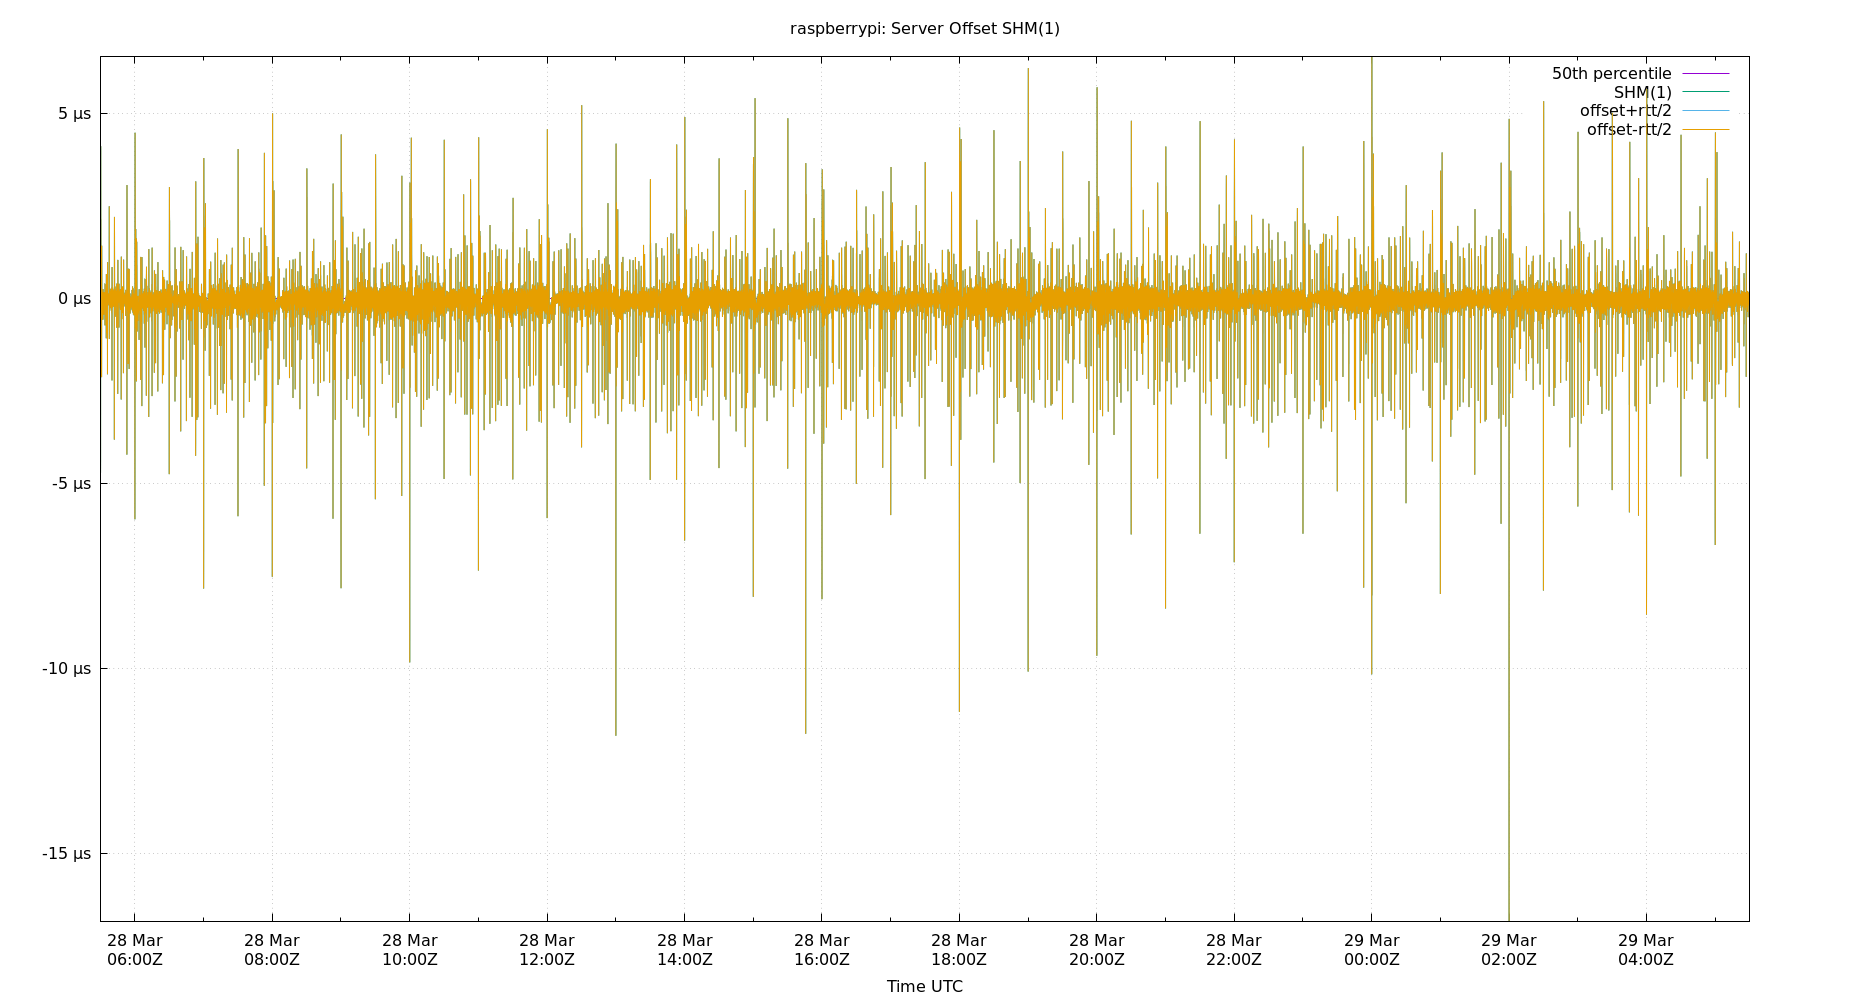 raspberrypi: Server Offset SHM(1)
50th percentile
SHM(1)
offset+rtt/2
offset-rtt/2
5 µs
0 µs
-5 µs
-10 µs
-15 µs
28 Mar 28 Mar 28 Mar 28 Mar 28 Mar 28 Mar 28 Mar 28 Mar 28 Mar 29 Mar 29 Mar 29 Mar
06:00Z 08:00Z 10:00Z 12:00Z 14:00Z 16:00Z 18:00Z 20:00Z 22:00Z 00:00Z 02:00Z 04:00Z
Time UTC